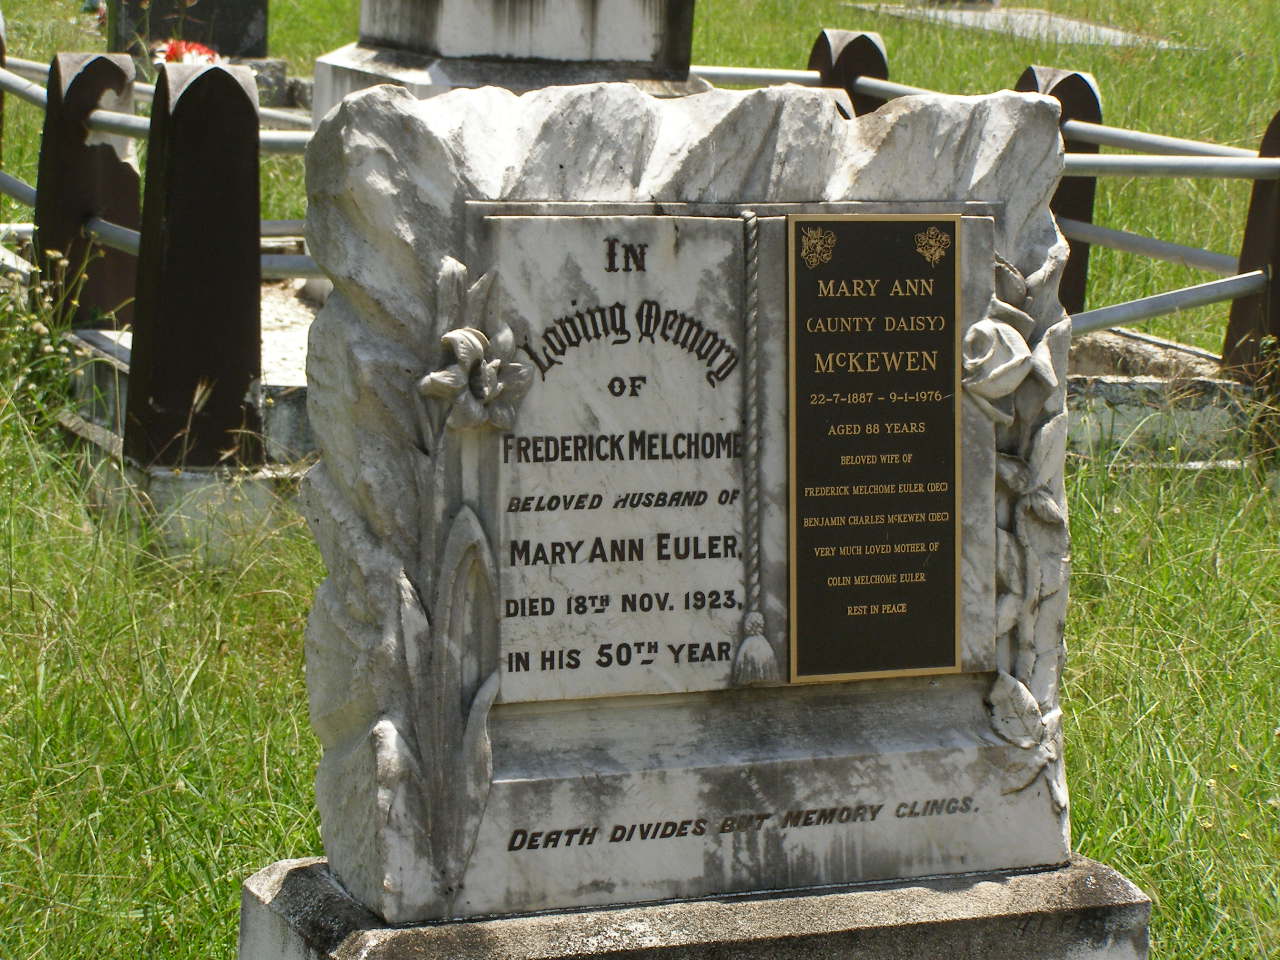 IN
Loving Memory
OF
FREDERICK MELCHOME
BELOVED HUSBAND OF
MARY ANN EULER,
DIED 18TH NOV. 1923,
IN HIS 50TH YEAR
DEATH DIVIDES BUT MEMORY CLINGS.
MARY ANN
(AUNTY DAISY)
McKEWEN
22-7-1887 - 9-1-1976
AGED 88 YEARS
BELOVED WIFE OF
FREDERICK MELCHOME EULER (DEC)
BENJAMIN CHARLES McKEWEN (DEC)
VERY MUCH LOVED MOTHER OF
COLIN MELCHOME EULER
REST IN PEACE